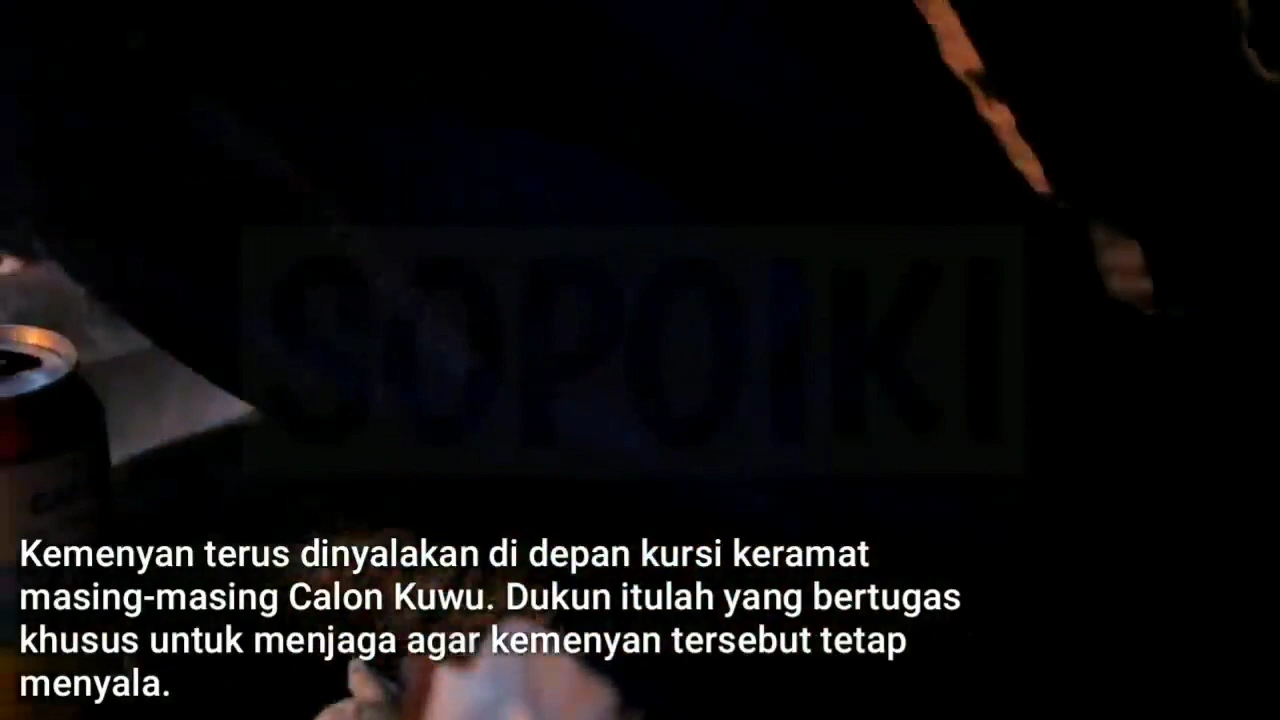 SOPOIKI
Kemenyan terus dinyalakan di depan kursi keramat
masing-masing Calon Kuwu. Dukun itulah yang bertugas
khusus untuk menjaga agar kemenyan tersebut tetap
menyala.